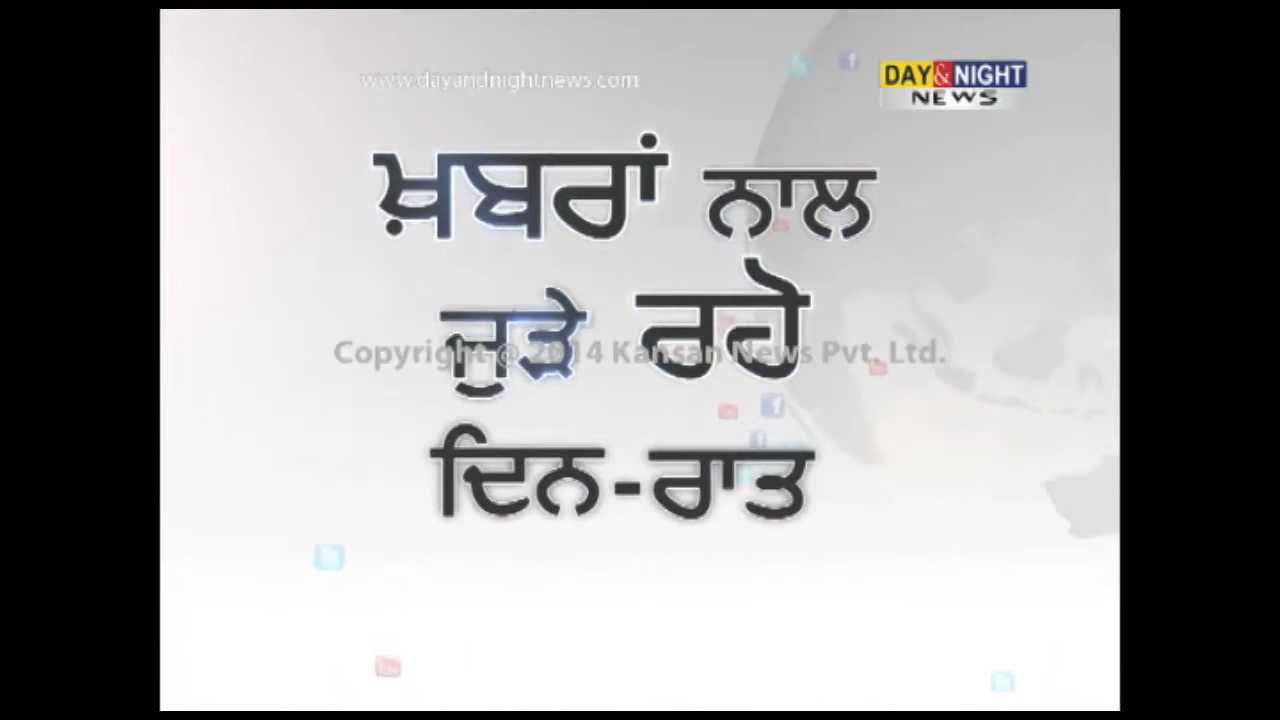 www.dayandnightnews.com
DAY & NIGHT
NEWS
ਖ਼ਬਰਾਂ ਨਾਲ
ਜੁੜੇ ਰਹੋ
Copyright @ 2014 Kansan News Pvt. Ltd.
ਦਿਨ-ਰਾਤ